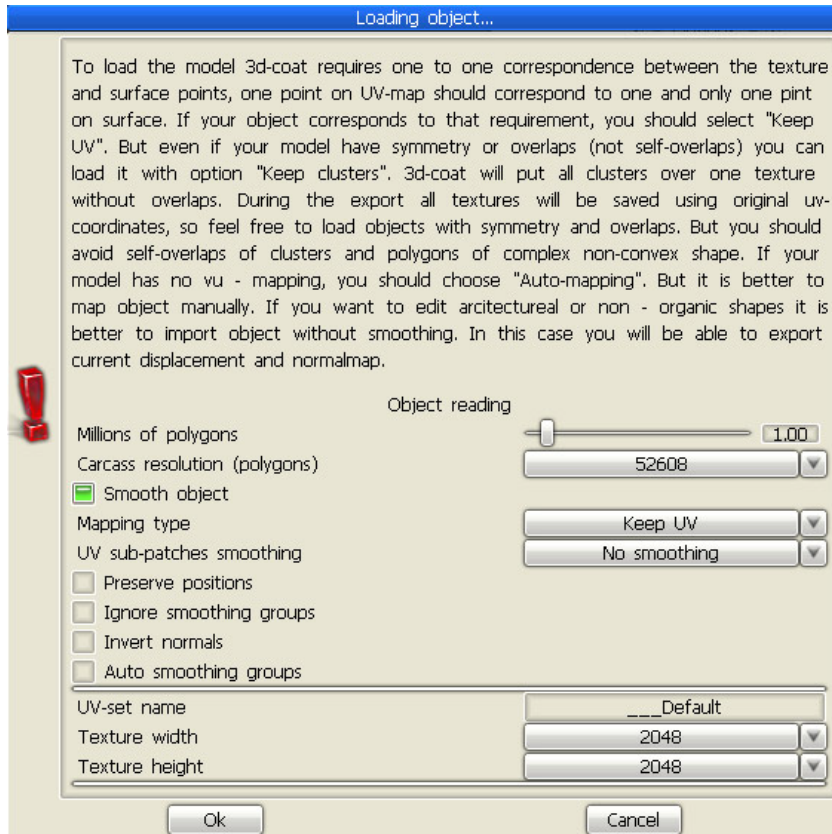 Loading object...
To load the model 3d-coat requires one to one correspondence between the texture
and surface points, one point on UV-map should correspond to one and only one pint
on surface. If your object corresponds to that requirement, you should select "Keep
UV". But even if your model have symmetry or overlaps (not self-overlaps) you can
load it with option "Keep clusters". 3d-coat will put all clusters over one texture
without overlaps. During the export all textures will be saved using original uv-
coordinates, so feel free to load objects with symmetry and overlaps. But you should
avoid self-overlaps of clusters and polygons of complex non-convex shape. If your
model has no vu - mapping, you should choose "Auto-mapping". But it is better to
map object manually. If you want to edit arcitectureal or non - organic shapes it is
better to import object without smoothing. In this case you will be able to export
current displacement and normalmap.
Object reading
Millions of polygons 1.00
Carcass resolution (polygons) 52608
Smooth object
Mapping type Keep UV
UV sub-patches smoothing No smoothing
Preserve positions
Ignore smoothing groups
Invert normals
Auto smoothing groups
UV-set name ___Default
Texture width 2048
Texture height 2048
Ok Cancel